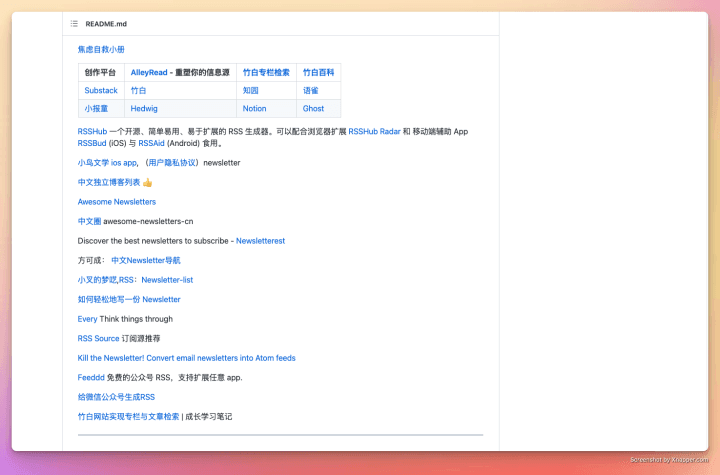 README.md
焦虑自救小册
创作平台 AlleyRead - 重塑你的信息源 竹白专栏检索 竹白百科
Substack 竹白 知园 语雀
小报童 Hedwig Notion Ghost
RSSHub 一个开源、简单易用、易于扩展的 RSS 生成器。可以配合浏览器扩展 RSSHub Radar 和 移动端辅助 App
RSSBud (iOS) 与 RSSAid (Android) 食用。
小鸟文学 ios app, （用户隐私协议）newsletter
中文独立博客列表 👍
Awesome Newsletters
中文圈 awesome-newsletters-cn
Discover the best newsletters to subscribe - Newsletterest
方可成： 中文Newsletter导航
小叉的梦呓,RSS：Newsletter-list
如何轻松地写一份 Newsletter
Every Think things through
RSS Source 订阅源推荐
Kill the Newsletter! Convert email newsletters into Atom feeds
Feeddd 免费的公众号 RSS，支持扩展任意 app.
给微信公众号生成RSS
竹白网站实现专栏与文章检索 | 成长学习笔记
Screenshot by Xnapper.com